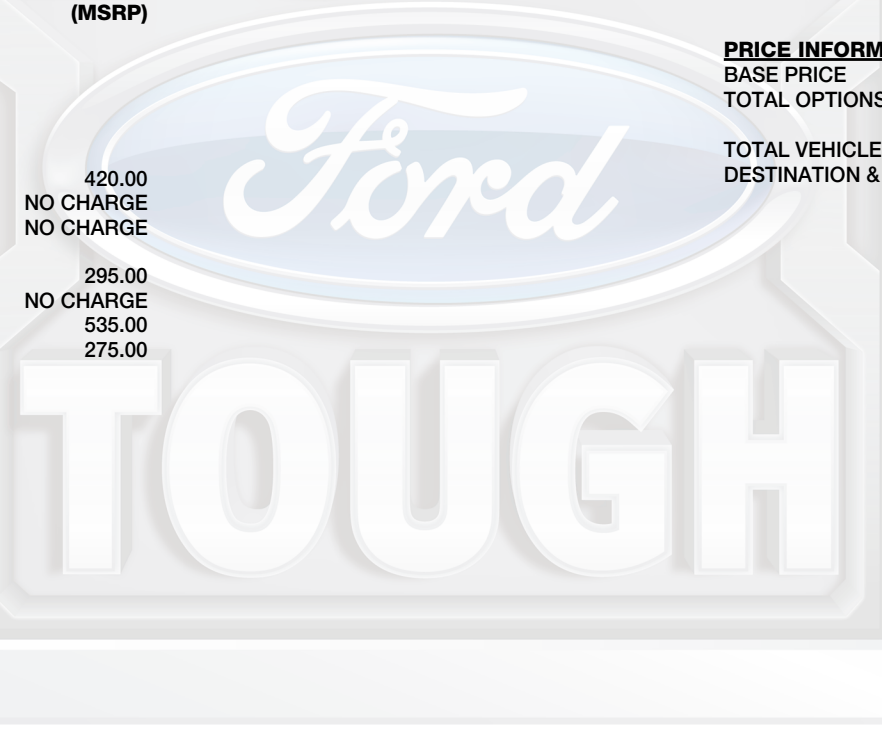 (MSRP)
420.00
NO CHARGE
NO CHARGE
295.00
NO CHARGE
535.00
275.00
PRICE INFORM
BASE PRICE
TOTAL OPTIONS
TOTAL VEHICLE
DESTINATION &
Ford
TOUGH